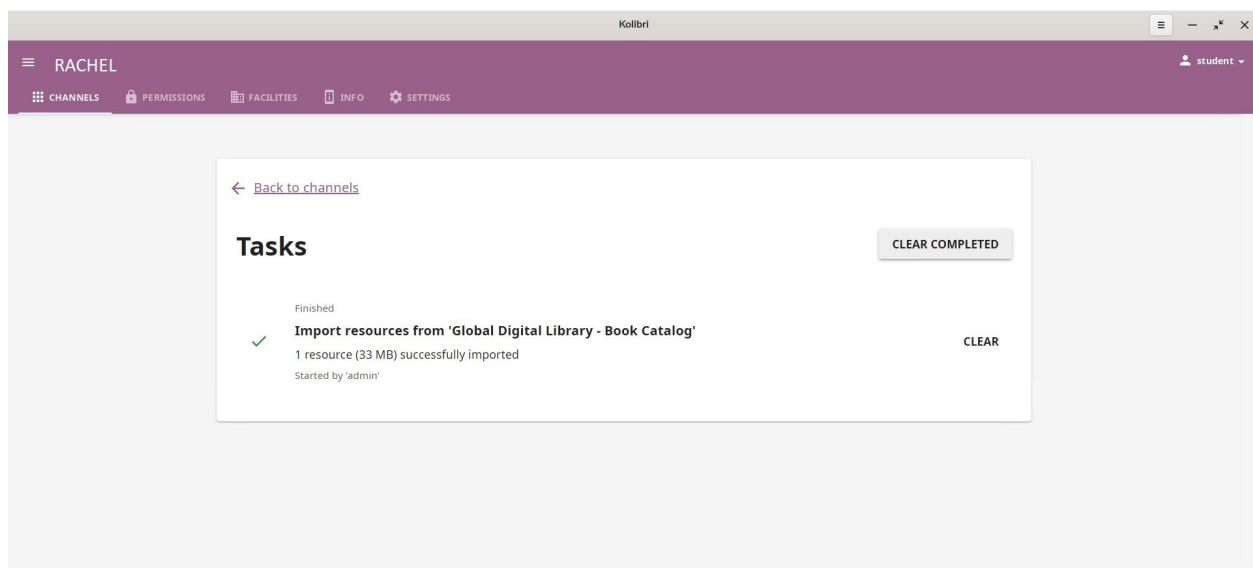 Kolibri
RACHEL
student
CHANNELS PERMISSIONS FACILITIES INFO SETTINGS
Back to channels
Tasks
CLEAR COMPLETED
Finished
Import resources from 'Global Digital Library - Book Catalog'
1 resource (33 MB) successfully imported
CLEAR
Started by 'admin'